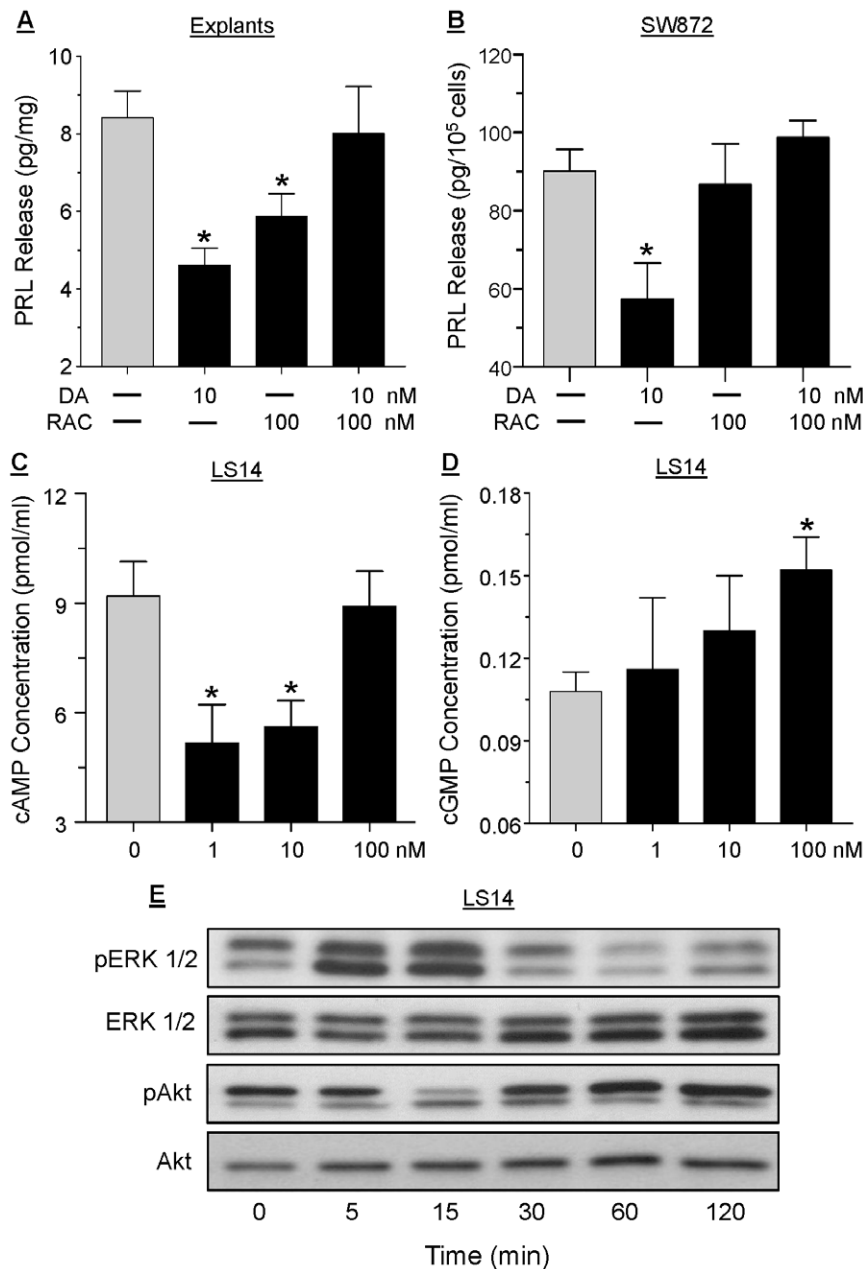 A
Explants
PRL Release (pg/mg)
10
8
6
4
2
*
*
DA — 10 — 10 nM
RAC — — 100 100 nM
B
SW872
PRL Release (pg/10⁵ cells)
120
100
80
60
40
*
DA — 10 — 10 nM
RAC — — 100 100 nM
C
LS14
cAMP Concentration (pmol/ml)
12
9
6
3
*
*
0 1 10 100 nM
D
LS14
cGMP Concentration (pmol/ml)
0.18
0.15
0.12
0.09
0.06
*
0 1 10 100 nM
E
LS14
pERK 1/2
ERK 1/2
pAkt
Akt
0 5 15 30 60 120
Time (min)